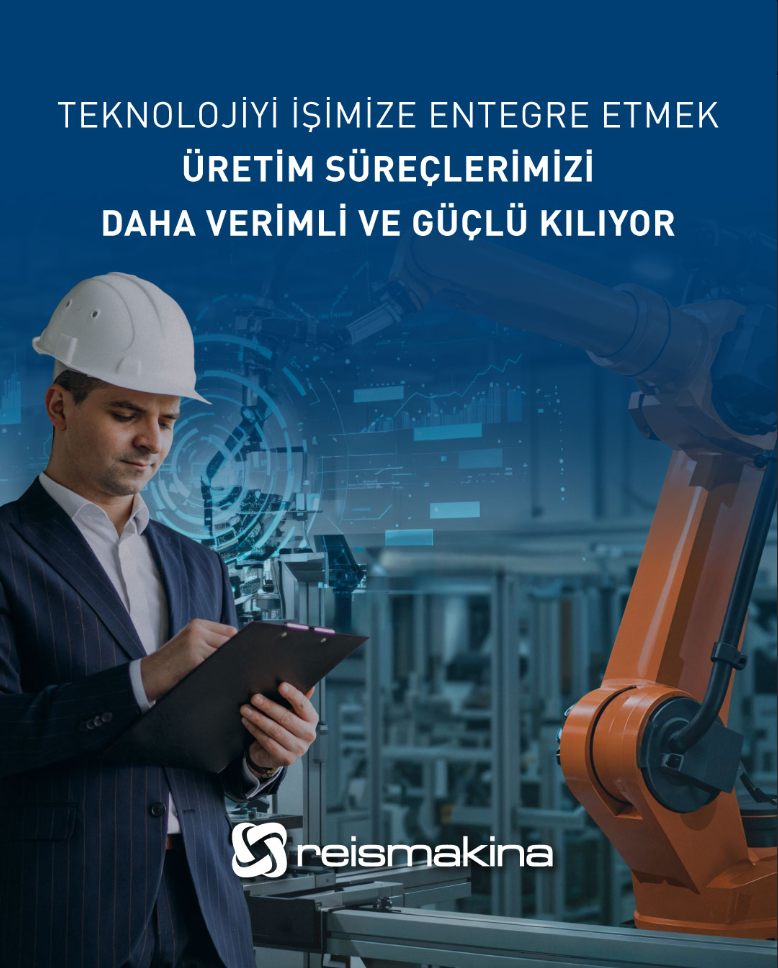 TEKNOLOJİYİ İŞİMİZE ENTEGRE ETMEK
ÜRETİM SÜREÇLERİMİZİ
DAHA VERİMLİ VE GÜÇLÜ KILIYOR
reismakina